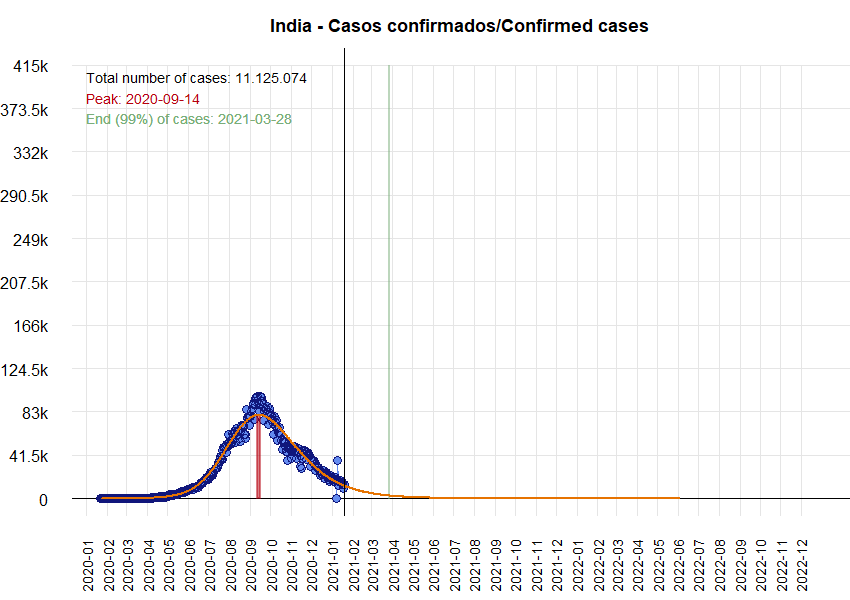 India - Casos confirmados/Confirmed cases
415k
373.5k
332k
290.5k
249k
207.5k
166k
124.5k
83k
41.5k
0
Total number of cases: 11.125.074
Peak: 2020-09-14
End (99%) of cases: 2021-03-28
2020-01
2020-02
2020-03
2020-04
2020-05
2020-06
2020-07
2020-08
2020-09
2020-10
2020-11
2020-12
2021-01
2021-02
2021-03
2021-04
2021-05
2021-06
2021-07
2021-08
2021-09
2021-10
2021-11
2021-12
2022-01
2022-02
2022-03
2022-04
2022-05
2022-06
2022-07
2022-08
2022-09
2022-10
2022-11
2022-12